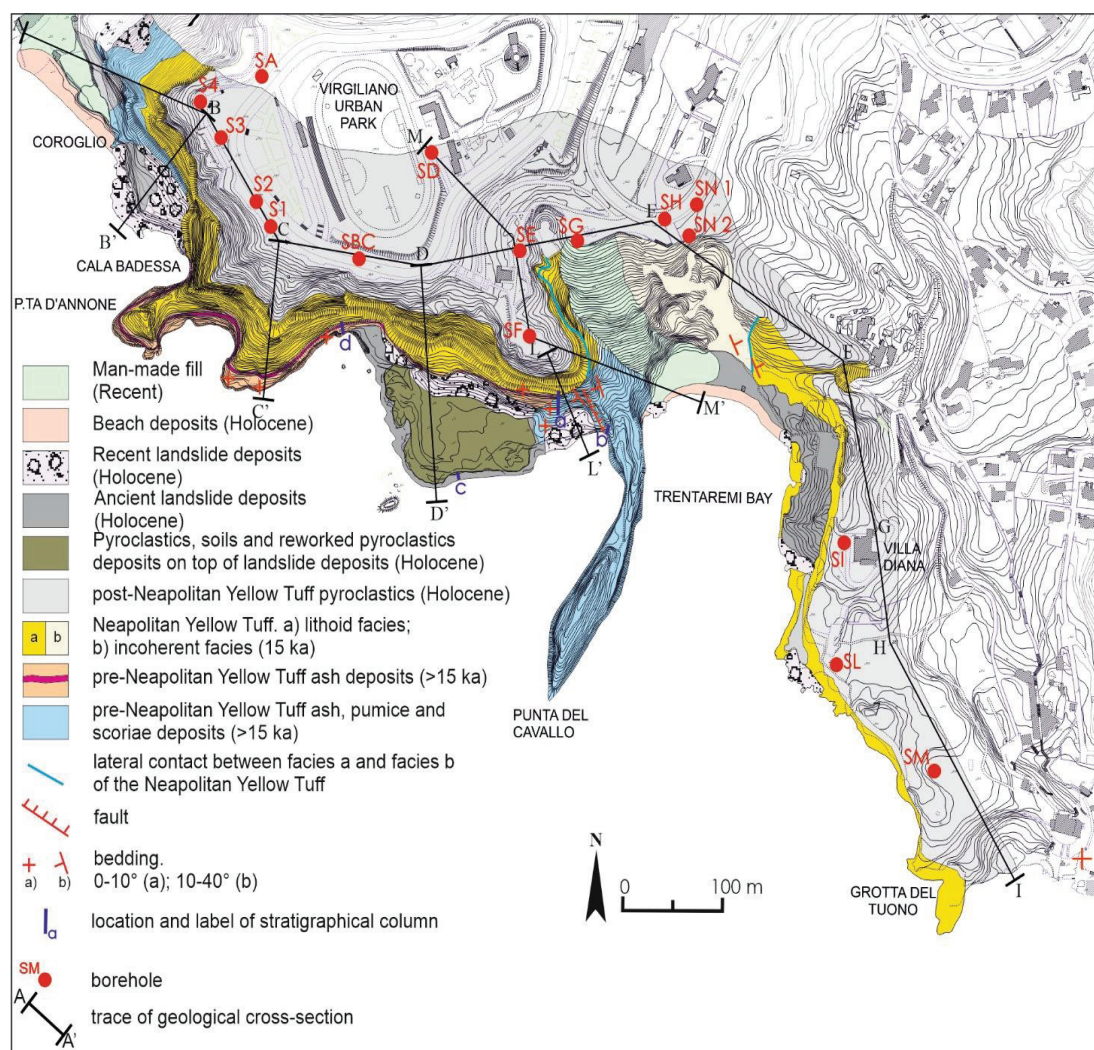 A
SA
S4
B
VIRGILIANO
URBAN
PARK
M
SD
COROGLIO
S3
S2
S1
C
SBC
D
SE
SG
E
SH
SN 1
SN 2
B'
CALA BADESSA
P.TA D'ANNONE
d
SF
a
b
c
C'
D'
L'
M'
TRENTAREMI BAY
G
VILLA
DIANA
SI
H
SL
SM
PUNTA DEL
CAVALLO
GROTTA DEL
TUONO
I
N
0 100 m
Man-made fill
(Recent)
Beach deposits (Holocene)
Recent landslide deposits
(Holocene)
Ancient landslide deposits
(Holocene)
Pyroclastics, soils and reworked pyroclastics
deposits on top of landslide deposits (Holocene)
post-Neapolitan Yellow Tuff pyroclastics (Holocene)
a b
Neapolitan Yellow Tuff. a) lithoid facies;
b) incoherent facies (15 ka)
pre-Neapolitan Yellow Tuff ash deposits (>15 ka)
pre-Neapolitan Yellow Tuff ash, pumice and
scoriae deposits (>15 ka)
lateral contact between facies a and facies b
of the Neapolitan Yellow Tuff
fault
a) b)
bedding.
0-10° (a); 10-40° (b)
a
location and label of stratigraphical column
SM
borehole
A
A'
trace of geological cross-section